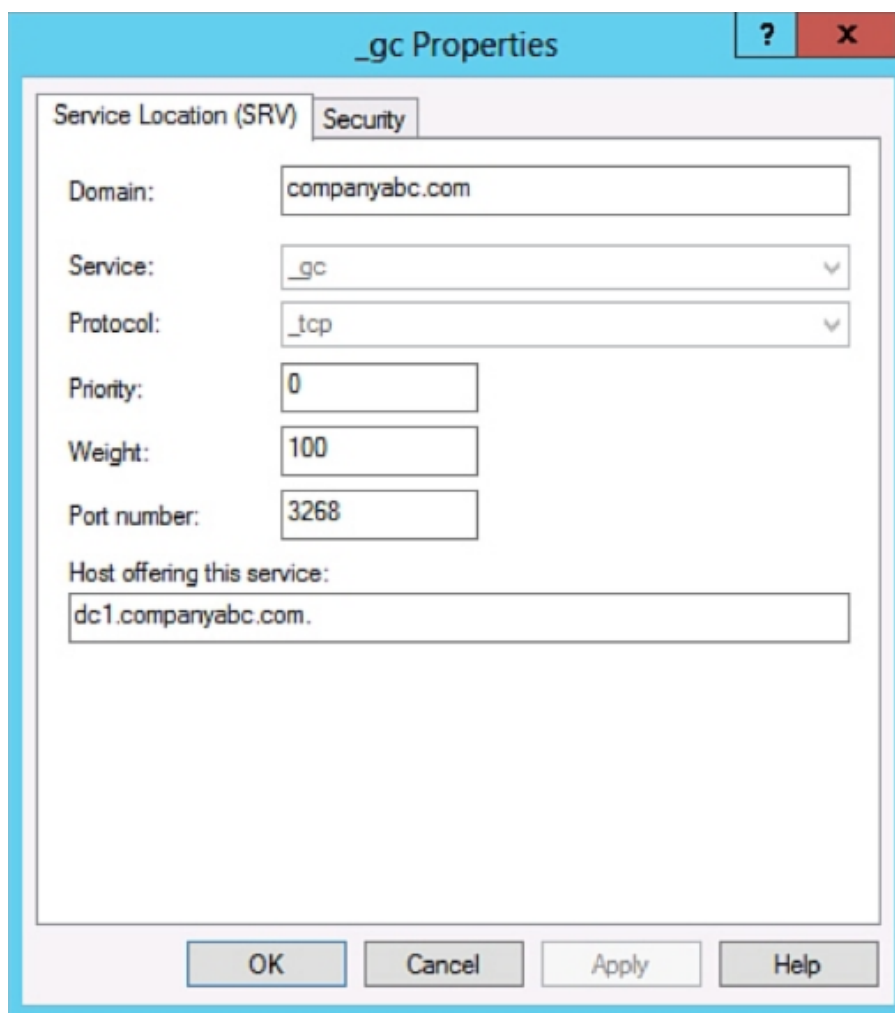 _gc Properties
?
x
Service Location (SRV)
Security
Domain:
companyabc.com
Service:
_gc
Protocol:
_tcp
Priority:
0
Weight:
100
Port number:
3268
Host offering this service:
dc1.companyabc.com.
OK
Cancel
Apply
Help